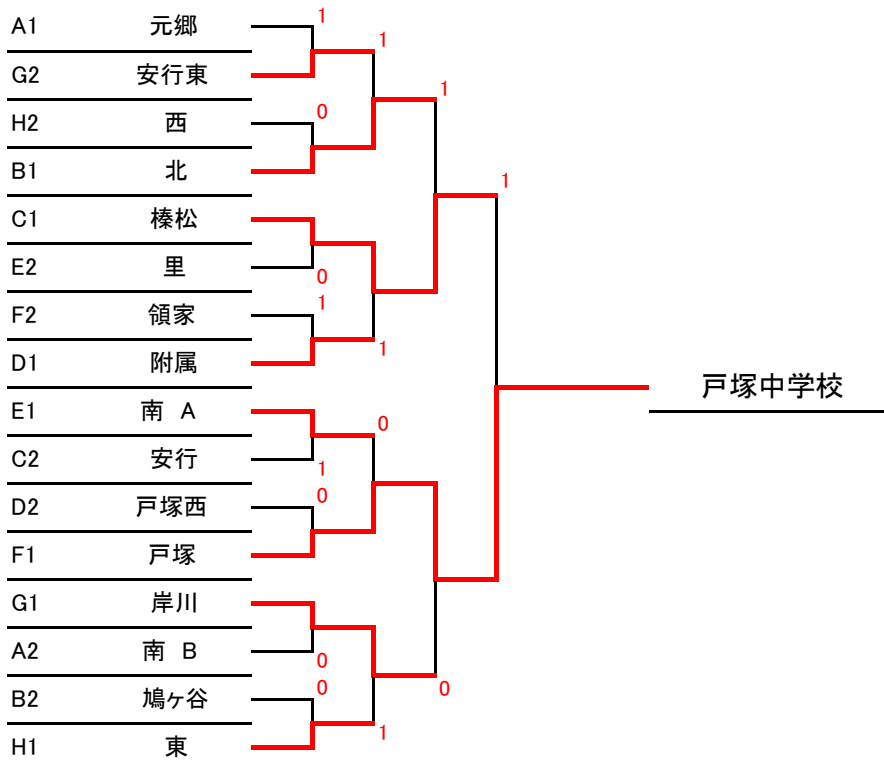 A1 元郷
1
1
G2 安行東
1
H2 西
0
B1 北
1
C1 榛松
E2 里
0
F2 領家
1
D1 附属
1
戸塚中学校
E1 南 A
0
C2 安行
1
D2 戸塚西
0
F1 戸塚
G1 岸川
A2 南 B
0
B2 鳩ヶ谷
0
0
H1 東
1